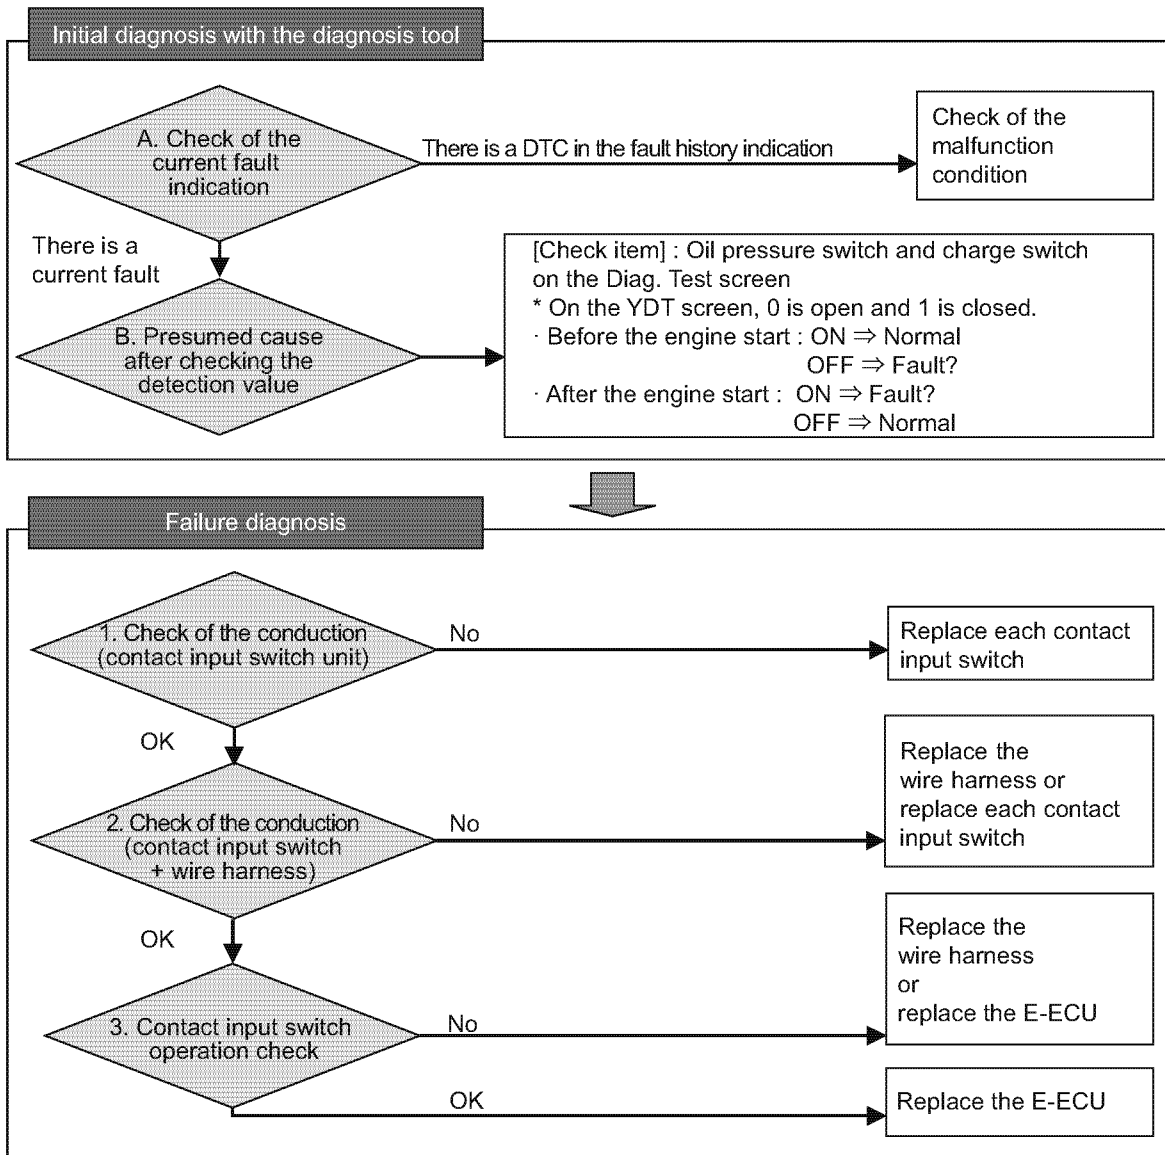 Initial diagnosis with the diagnosis tool
A. Check of the
current fault
indication
There is a DTC in the fault history indication
Check of the
malfunction
condition
There is a
current fault
B. Presumed cause
after checking the
detection value
[Check item] : Oil pressure switch and charge switch
on the Diag. Test screen
* On the YDT screen, 0 is open and 1 is closed.
· Before the engine start : ON ⇒ Normal
OFF ⇒ Fault?
· After the engine start : ON ⇒ Fault?
OFF ⇒ Normal
Failure diagnosis
1. Check of the conduction
(contact input switch unit)
No
Replace each contact
input switch
OK
2. Check of the conduction
(contact input switch
+ wire harness)
No
Replace the
wire harness or
replace each contact
input switch
OK
3. Contact input switch
operation check
No
Replace the
wire harness
or
replace the E-ECU
OK
Replace the E-ECU